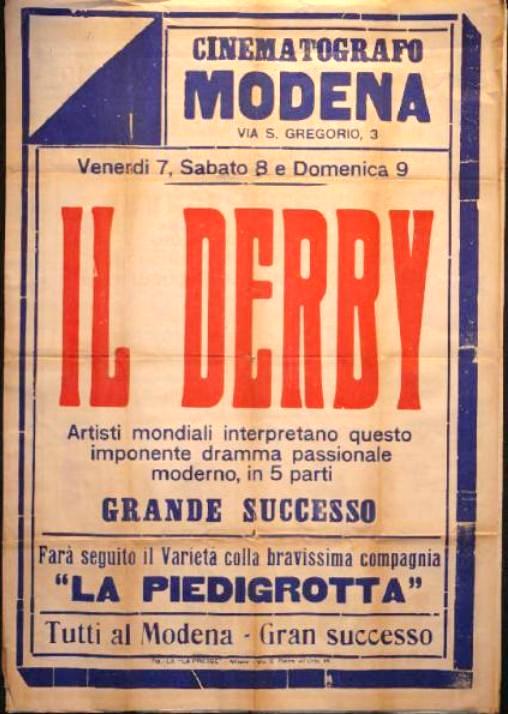 CINEMATOGRAFO
MODENA
VIA S. GREGORIO, 3
Venerdi 7, Sabato 8 e Domenica 9
IL DERBY
Artisti mondiali interpretano questo
imponente dramma passionale
moderno, in 5 parti
GRANDE SUCCESSO
Farà seguito il Varietà colla bravissima compagnia
"LA PIEDIGROTTA"
Tutti al Modena - Gran successo